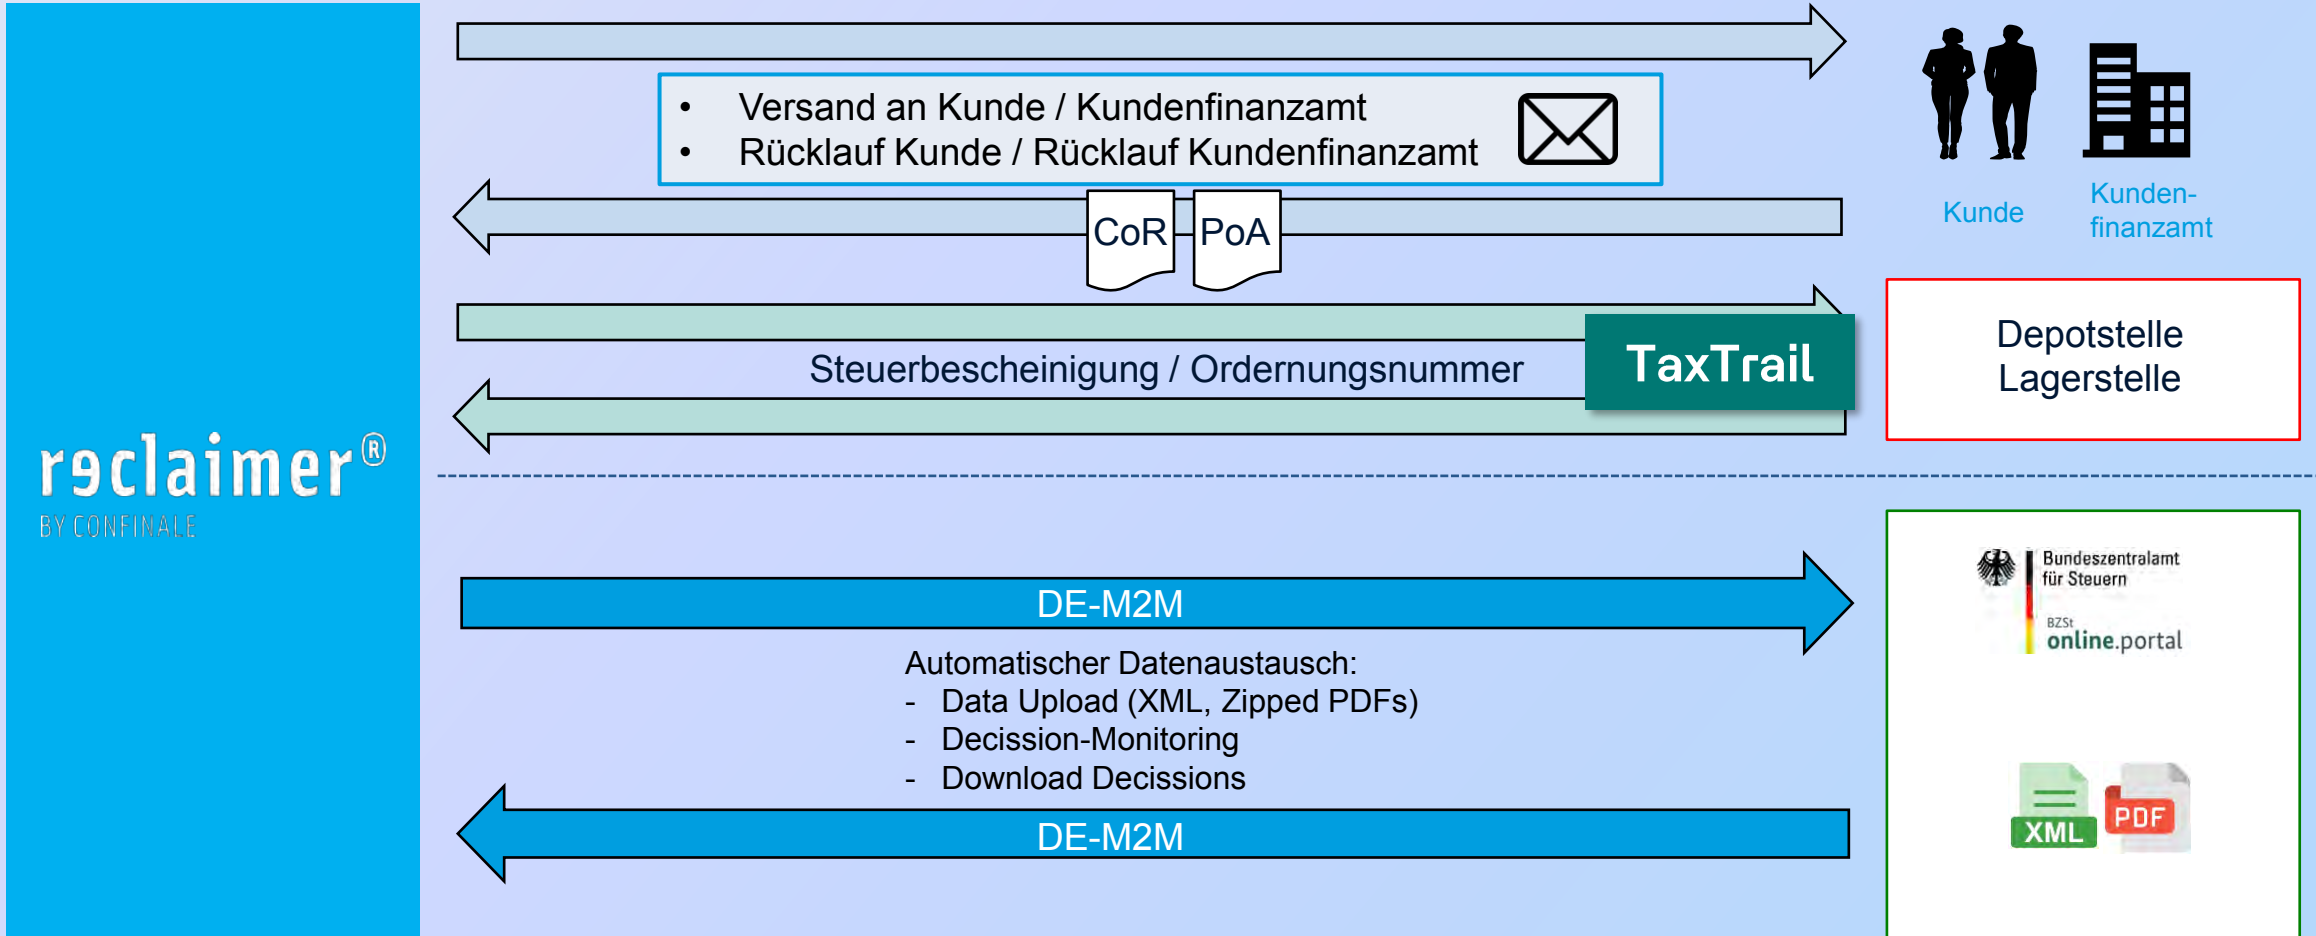 • Versand an Kunde / Kundenfinanzamt
• Rücklauf Kunde / Rücklauf Kundenfinanzamt
Kunde
Kunden-
finanzamt
CoR
PoA
Steuerbescheinigung / Ordernungsnummer
TaxTrail
Depotstelle
Lagerstelle
reclaimer®
BY CONFINALE
DE-M2M
Automatischer Datenaustausch:
- Data Upload (XML, Zipped PDFs)
- Decission-Monitoring
- Download Decissions
DE-M2M
Bundeszentralamt
für Steuern
BZSt
online.portal
XML
PDF